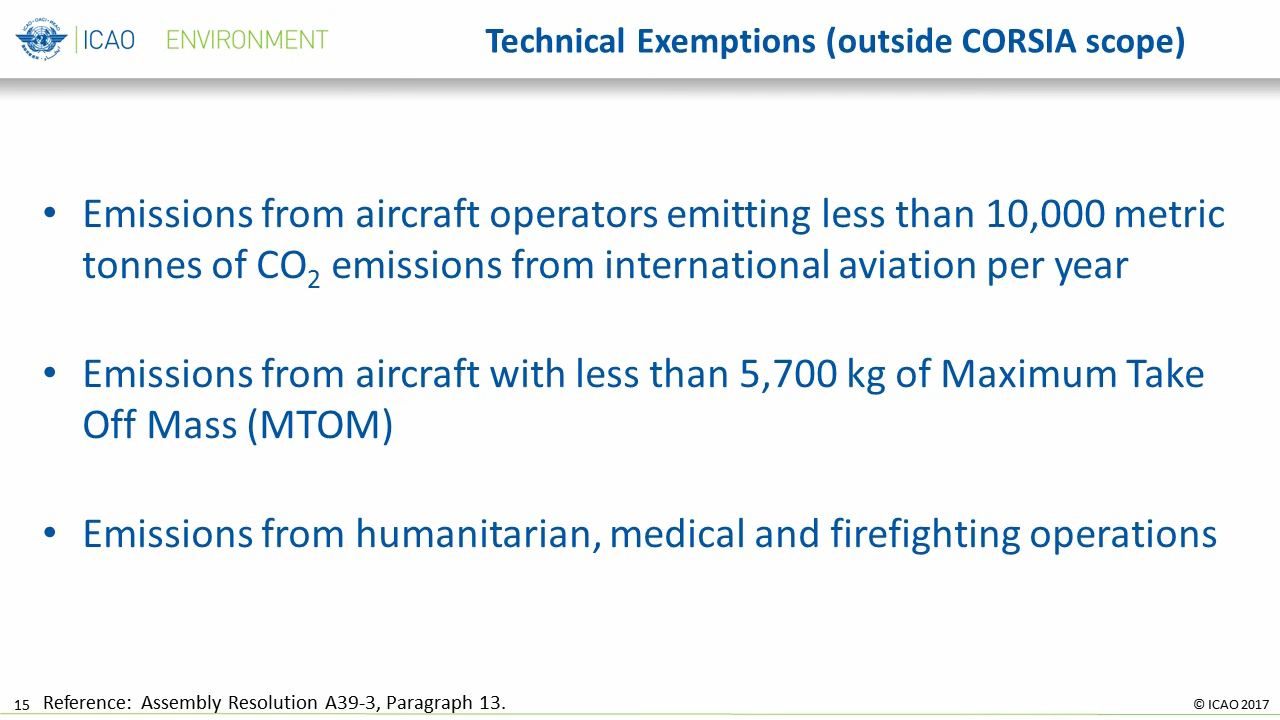 ICAO ENVIRONMENT
Technical Exemptions (outside CORSIA scope)
• Emissions from aircraft operators emitting less than 10,000 metric
tonnes of CO₂ emissions from international aviation per year
• Emissions from aircraft with less than 5,700 kg of Maximum Take
Off Mass (MTOM)
• Emissions from humanitarian, medical and firefighting operations
15 Reference: Assembly Resolution A39-3, Paragraph 13.
© ICAO 2017